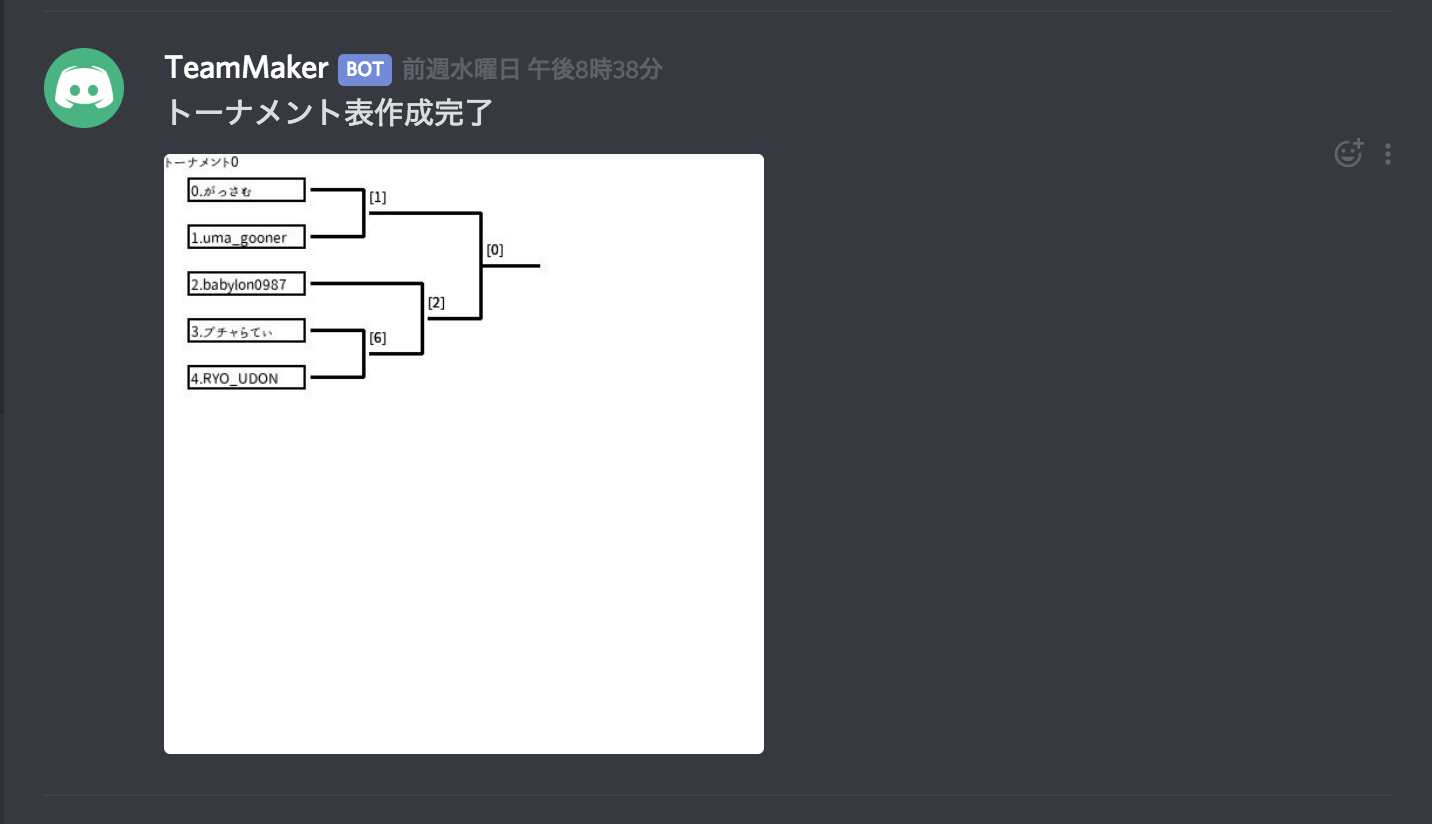 TeamMaker BOT 前週水曜日 午後8時38分
トーナメント表作成完了
トーナメント0
0.がっさむ
[1]
1.uma_gooner
[0]
2.babylon0987
[2]
3.プチャらてぃ
[6]
4.RYO_UDON